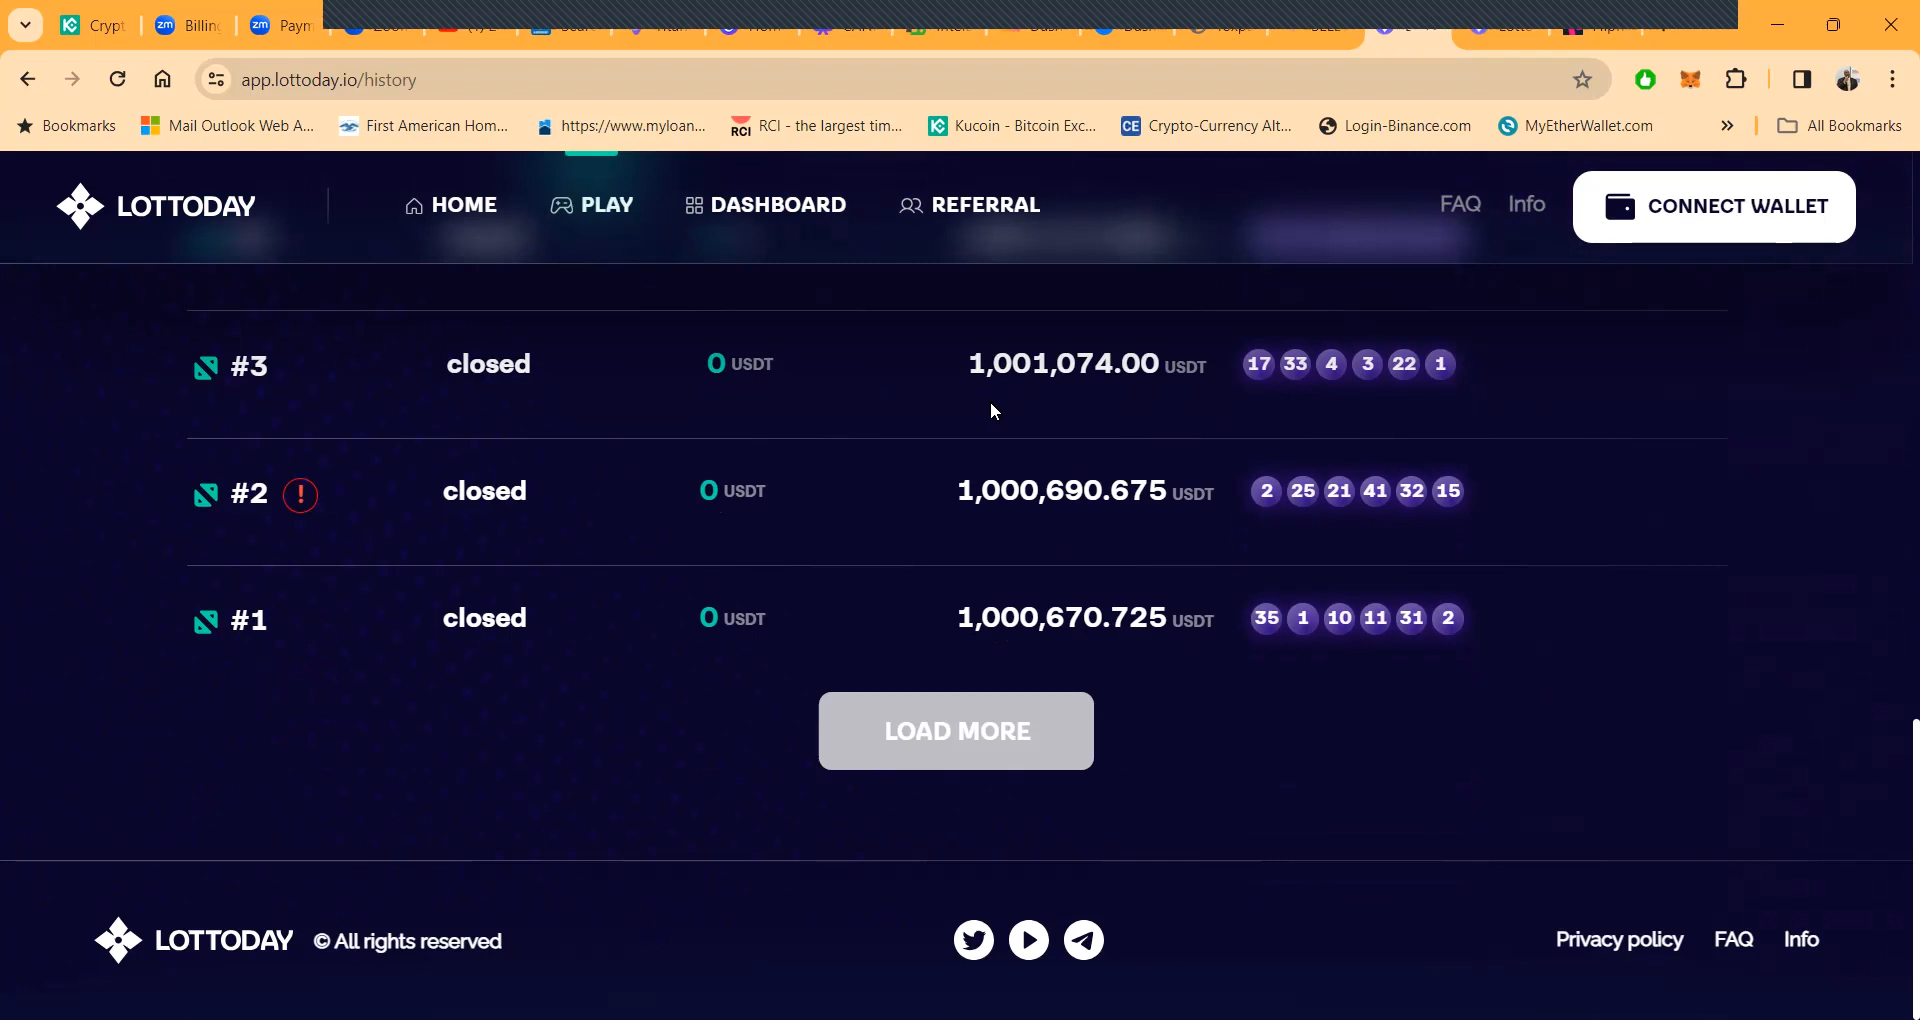 Crypt
Billin
Paym
app.lottoday.io/history
Bookmarks
Mail Outlook Web A...
First American Hom...
https://www.myloan...
RCI
RCI - the largest tim...
Kucoin - Bitcoin Exc...
CE
Crypto-Currency Alt...
Login-Binance.com
MyEtherWallet.com
»
All Bookmarks
LOTTODAY
HOME
PLAY
DASHBOARD
REFERRAL
FAQ
Info
CONNECT WALLET
#3 closed 0 USDT 1,001,074.00 USDT 17 33 4 3 22 1
#2 ! closed 0 USDT 1,000,690.675 USDT 2 25 21 41 32 15
#1 closed 0 USDT 1,000,670.725 USDT 35 1 10 11 31 2
LOAD MORE
LOTTODAY © All rights reserved
Privacy policy
FAQ
Info